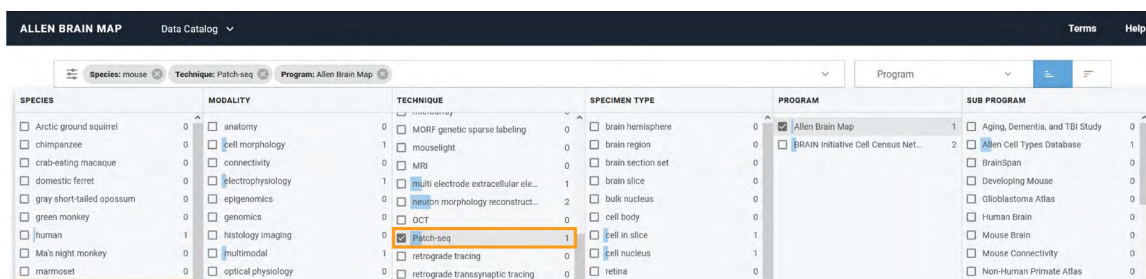 ALLEN BRAIN MAP Data Catalog Terms Help
Species: mouse Technique: Patch-seq Program: Allen Brain Map Program
SPECIES MODALITY TECHNIQUE SPECIMEN TYPE PROGRAM SUB PROGRAM
microarray 0
Arctic ground squirrel 0 anatomy 0 MORF genetic sparse labeling 0 brain hemisphere 0 Allen Brain Map 1 Aging, Dementia, and TBI Study 0
chimpanzee 0 cell morphology 1 mouselight 0 brain region 0 BRAIN Initiative Cell Census Net... 2 Allen Cell Types Database 1
crab-eating macaque 0 connectivity 0 MRI 0 brain section set 0 BrainSpan 0
domestic ferret 0 electrophysiology 1 multi electrode extracellular ele... 1 brain slice 0 Developing Mouse 0
gray short-tailed opossum 0 epigenomics 0 neuron morphology reconstruct... 2 bulk nucleus 0 Glioblastoma Atlas 0
green monkey 0 genomics 0 OCT 0 cell body 0 Human Brain 0
human 1 histology imaging 0 Patch-seq 1 cell in slice 1 Mouse Brain 0
Ma's night monkey 0 multimodal 1 retrograde tracing 0 cell nucleus 1 Mouse Connectivity 0
marmoset 0 optical physiology 0 retrograde transsynaptic tracing 0 retina 0 Non-Human Primate Atlas 0